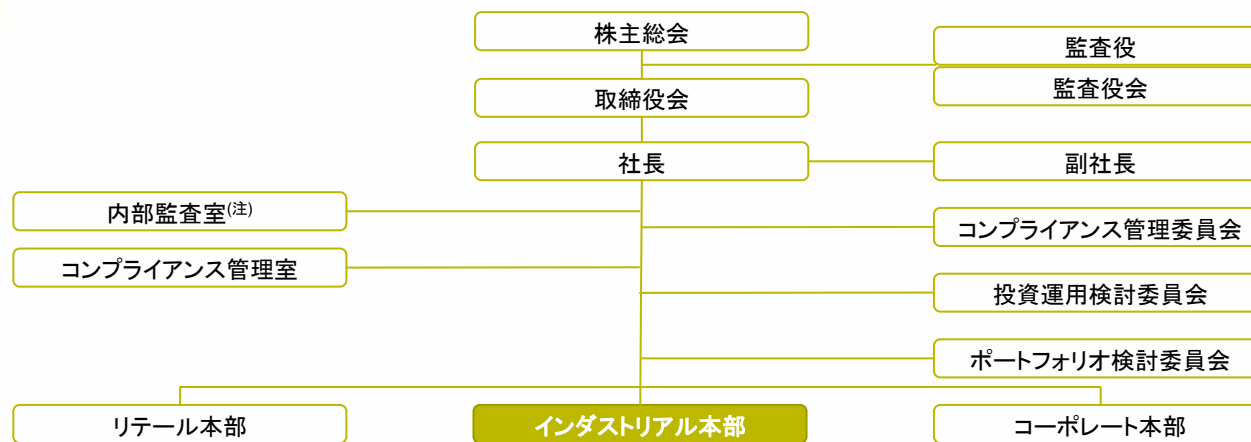 株主総会
監査役
監査役会
取締役会
社長
副社長
内部監査室(注)
コンプライアンス管理委員会
コンプライアンス管理室
投資運用検討委員会
ポートフォリオ検討委員会
リテール本部
インダストリアル本部
コーポレート本部